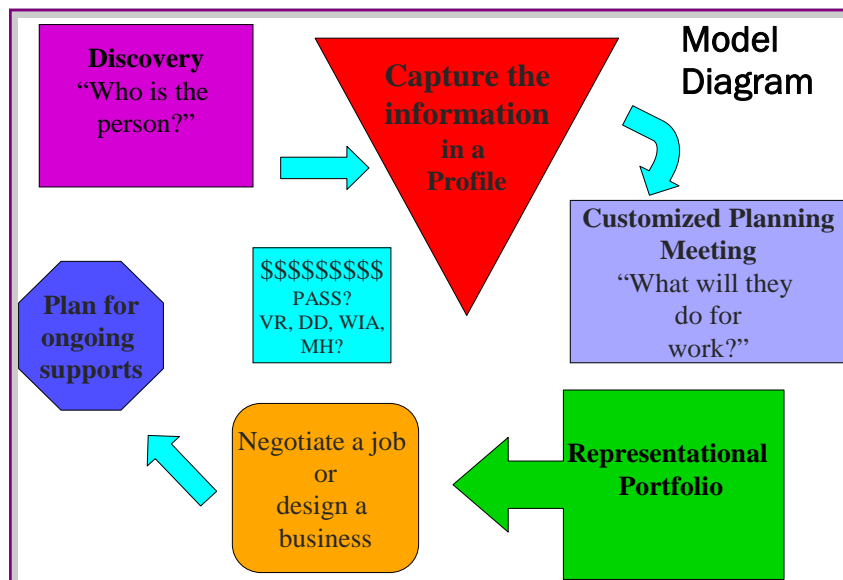 Model
Diagram
Discovery
“Who is the
person?”
Capture the
information
in a
Profile
Customized Planning
Meeting
“What will they
do for
work?”
Representational
Portfolio
Negotiate a job
or
design a
business
Plan for
ongoing
supports
$$$$$$$$$
PASS?
VR, DD, WIA,
MH?